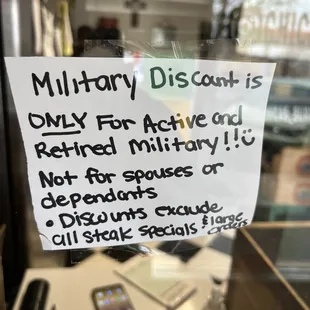 Military Discount is
ONLY For Active and
Retired Military!!☺
Not for spouses or
dependants
• Discounts exclude
all steak specials & large orders